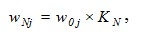 w_{Nj} = w_{0j} × K_N,